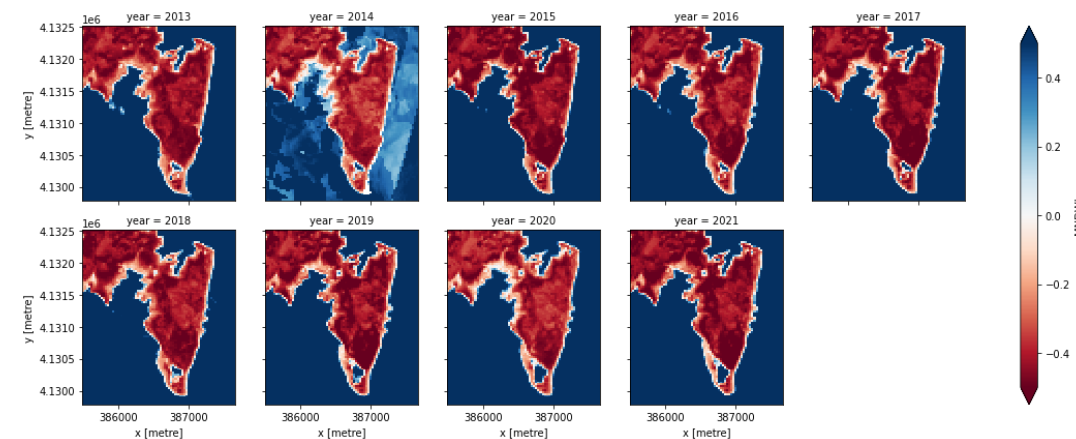 year = 2013
year = 2014
year = 2015
year = 2016
year = 2017
1e6
4.1325
4.1320
4.1315
4.1310
4.1305
4.1300
y [metre]
year = 2018
year = 2019
year = 2020
year = 2021
1e6
4.1325
4.1320
4.1315
4.1310
4.1305
4.1300
y [metre]
386000 387000
386000 387000
386000 387000
386000 387000
x [metre]
x [metre]
x [metre]
x [metre]
0.4
0.2
0.0
−0.2
−0.4